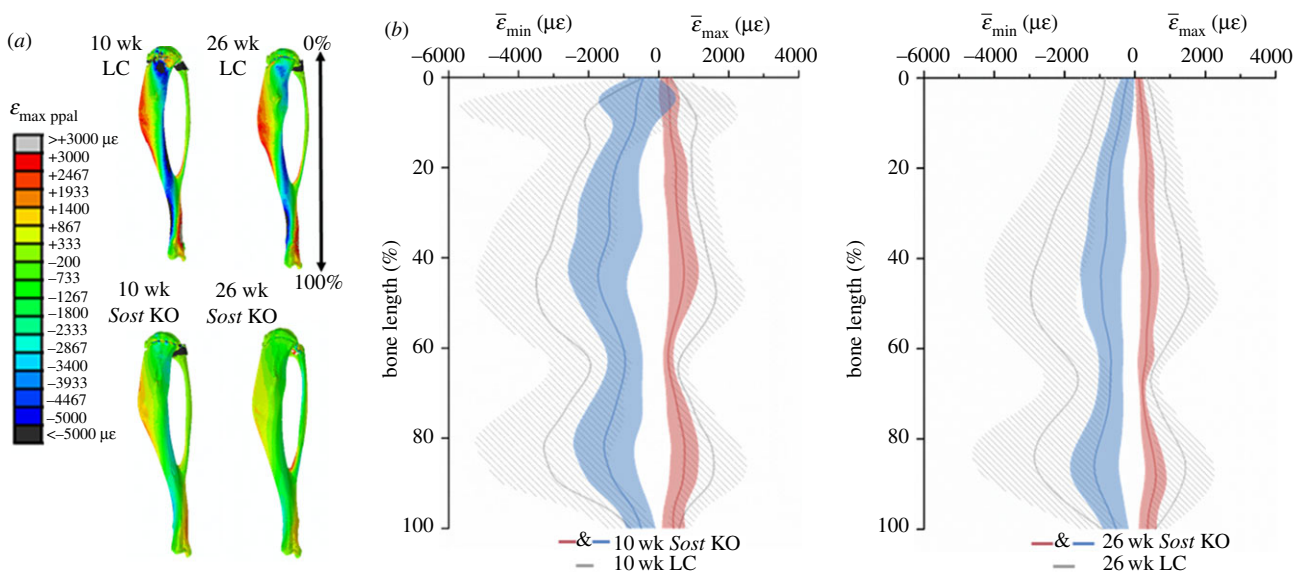 (a)
10 wk
LC
26 wk
LC
0%
100%
εmax ppal
>+3000 µε
+3000
+2467
+1933
+1400
+867
+333
−200
−733
−1267
−1800
−2333
−2867
−3400
−3933
−4467
−5000
<−5000 µε
10 wk
Sost KO
26 wk
Sost KO
(b)
ε̅min (µε) ε̅max (µε)
−6000 −4000 −2000 0 2000 4000
0
20
40
60
80
100
bone length (%)
& 10 wk Sost KO
10 wk LC
ε̅min (µε) ε̅max (µε)
−6000 −4000 −2000 0 2000 4000
0
20
40
60
80
100
bone length (%)
& 26 wk Sost KO
26 wk LC